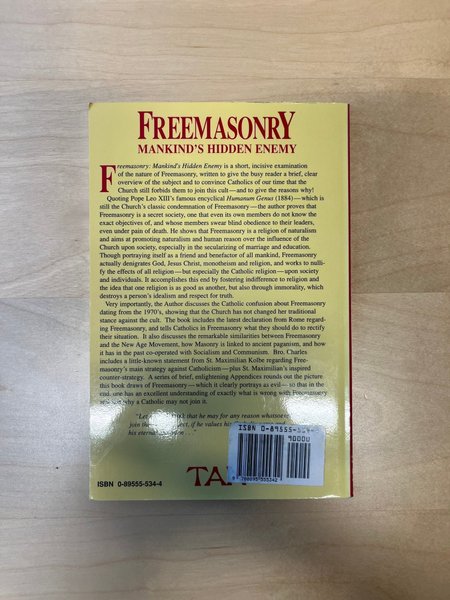 FREEMASONRY
MANKIND'S HIDDEN ENEMY
Freemasonry: Mankind's Hidden Enemy is a short, incisive examination
of the nature of Freemasonry, written to give the busy reader a brief, clear
overview of the subject and to convince Catholics of our time that the
Church still forbids them to join this cult—and to give the reasons why!
Quoting Pope Leo XIII's famous encyclical Humanum Genus (1884)—which is
still the Church's classic condemnation of Freemasonry—the author proves that
Freemasonry is a secret society, one that even its own members do not know the
exact objectives of, and whose members swear blind obedience to their leaders,
even under pain of death. He shows that Freemasonry is a religion of naturalism
and aims at promoting naturalism and human reason over the influence of the
Church upon society, especially in the secularizing of marriage and education.
Though portraying itself as a friend and benefactor of all mankind, Freemasonry
actually denigrates God, Jesus Christ, monotheism and religion, and works to nulli-
fy the effects of all religion—but especially the Catholic religion—upon society
and individuals. It accomplishes this end by fostering indifference to religion and
the idea that one religion is as good as another, but also through immorality, which
destroys a person's idealism and respect for truth.
Very importantly, the Author discusses the Catholic confusion about Freemasonry
dating from the 1970's, showing that the Church has not changed her traditional
stance against the cult. The book includes the latest declaration from Rome regard-
ing Freemasonry, and tells Catholics in Freemasonry what they should do to rectify
their situation. It also discusses the remarkable similarities between Freemasonry
and the New Age Movement, how Masonry is linked to ancient paganism, and how
it has in the past co-operated with Socialism and Communism. Bro. Charles
includes a little-known statement from St. Maximilian Kolbe regarding Free-
masonry's main strategy against Catholicism—plus St. Maximilian's inspired
counter-strategy. A series of brief, enlightening Appendices rounds out the picture
this book draws of Freemasonry—which it clearly portrays as evil—so that in the
end, one has an excellent understanding of exactly what is wrong with Freemasonry
why a Catholic may not join it.
"Let that he may for any reason whatsoever
join the sect, if he values his
his eternal
ISBN 0-89555-534-
90000
9 780895 555342
TAN
ISBN 0-89555-534-4